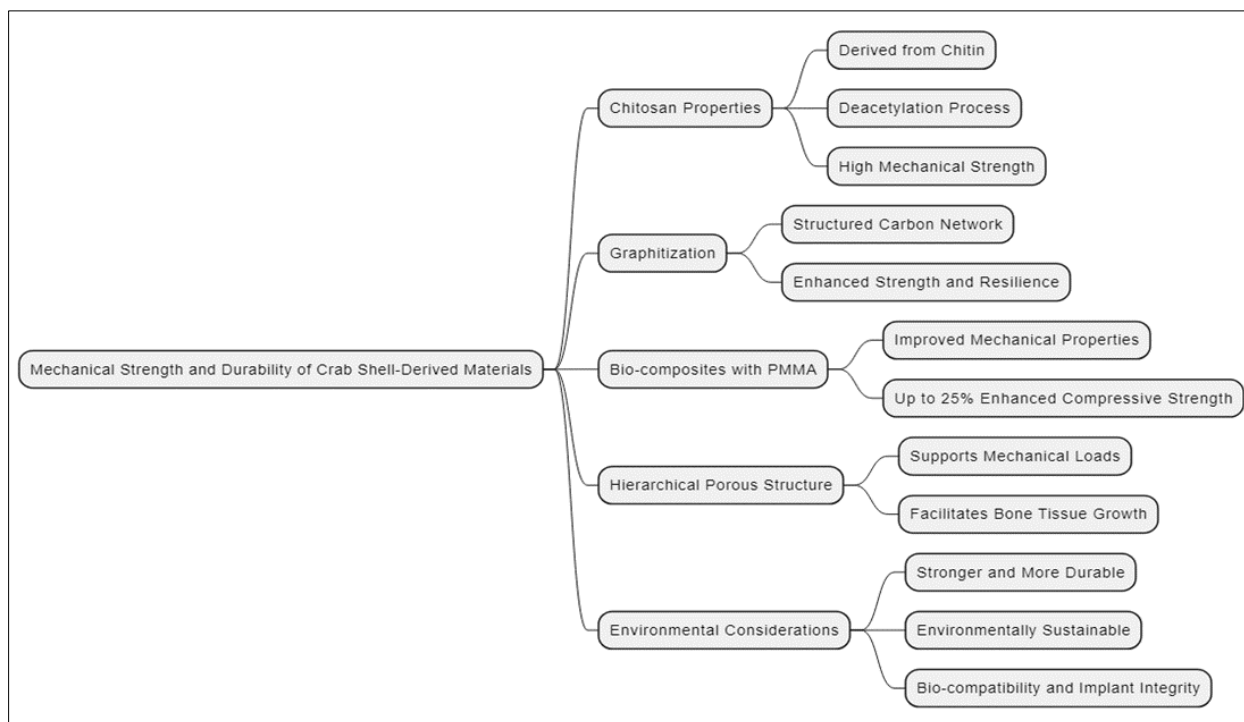 Mechanical Strength and Durability of Crab Shell-Derived Materials
Chitosan Properties
Derived from Chitin
Deacetylation Process
High Mechanical Strength
Graphitization
Structured Carbon Network
Enhanced Strength and Resilience
Bio-composites with PMMA
Improved Mechanical Properties
Up to 25% Enhanced Compressive Strength
Hierarchical Porous Structure
Supports Mechanical Loads
Facilitates Bone Tissue Growth
Environmental Considerations
Stronger and More Durable
Environmentally Sustainable
Bio-compatibility and Implant Integrity